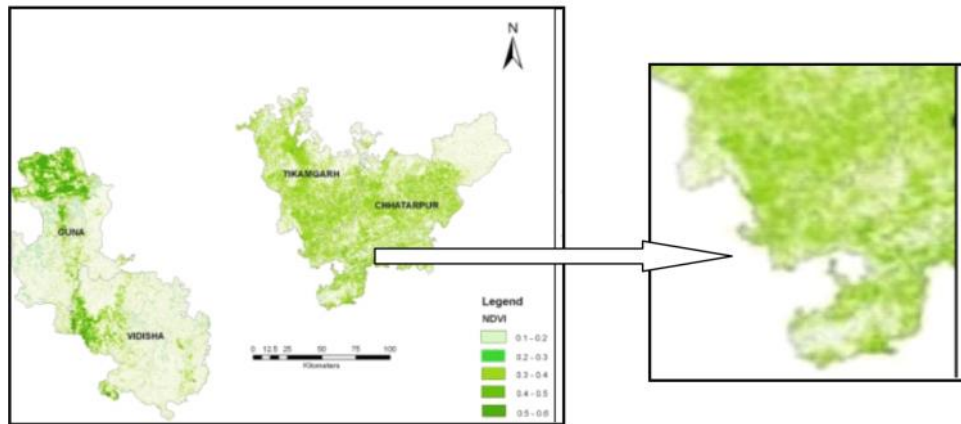 N
TIKAMGARH
CHHATARPUR
GUNA
VIDISHA
Legend
NDVI
0.1 - 0.2
0.2 - 0.3
0.3 - 0.4
0.4 - 0.5
0.5 - 0.6
0 12.5 25 50 75 100
Kilometers